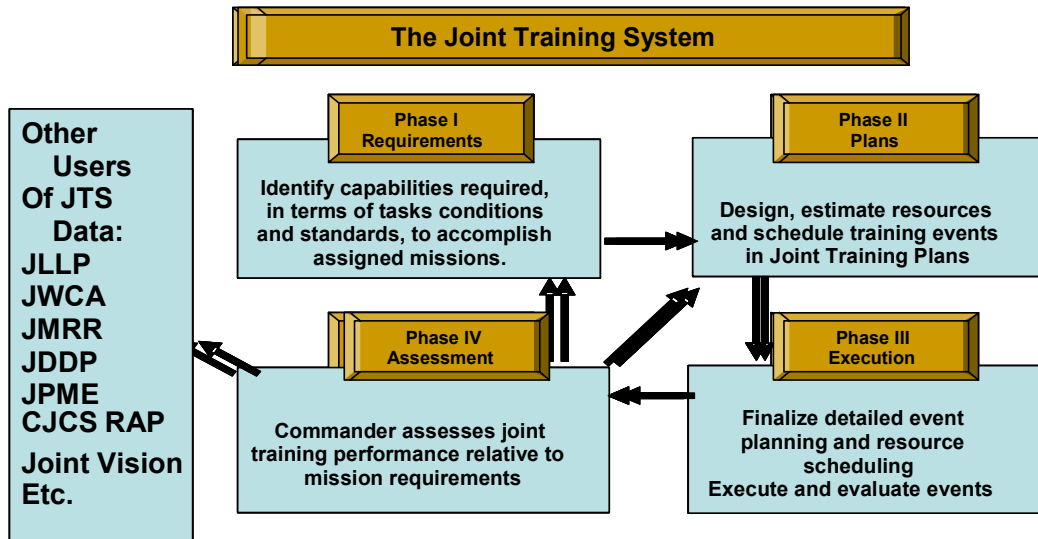 The Joint Training System
Other
Users
Of JTS
Data:
JLLP
JWCA
JMRR
JDDP
JPME
CJCS RAP
Joint Vision
Etc.
Phase I
Requirements
Identify capabilities required,
in terms of tasks conditions
and standards, to accomplish
assigned missions.
Phase II
Plans
Design, estimate resources
and schedule training events
in Joint Training Plans
Phase III
Execution
Finalize detailed event
planning and resource
scheduling
Execute and evaluate events
Phase IV
Assessment
Commander assesses joint
training performance relative to
mission requirements